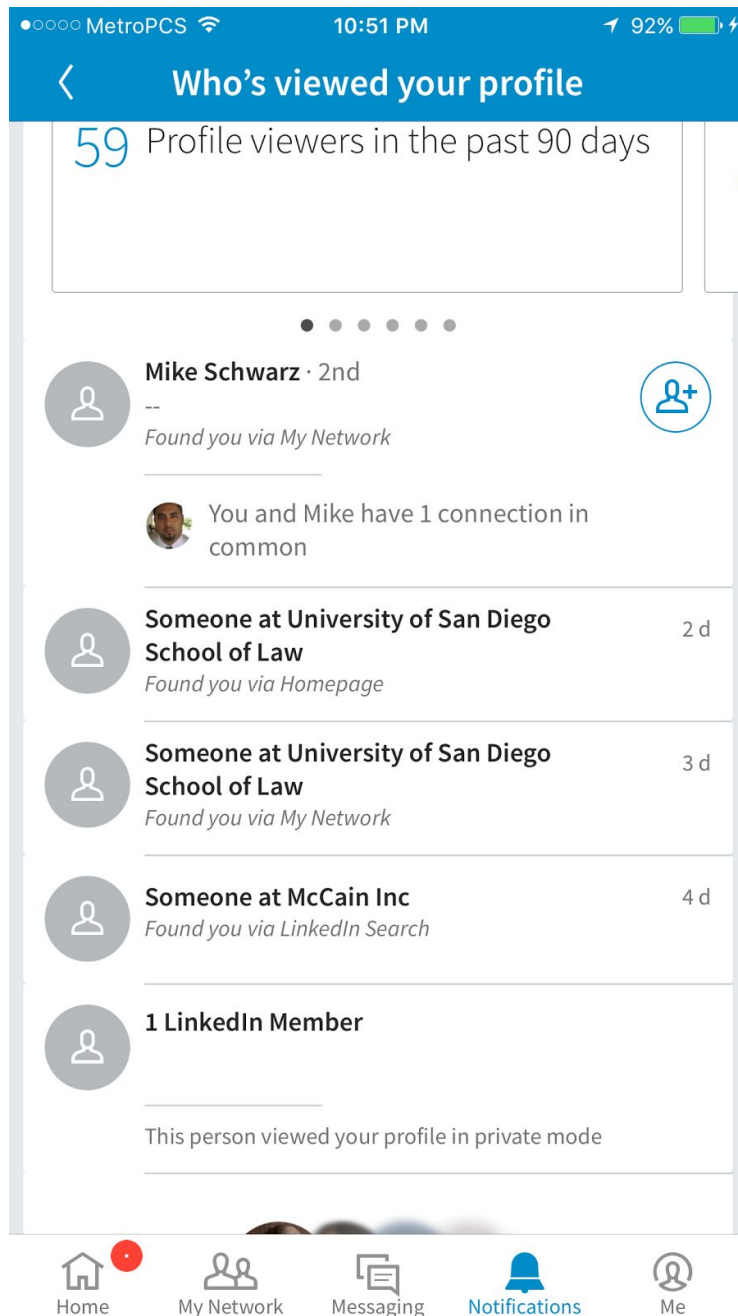 MetroPCS 10:51 PM 92%
Who's viewed your profile
59 Profile viewers in the past 90 days
Mike Schwarz · 2nd
--
Found you via My Network
You and Mike have 1 connection in
common
Someone at University of San Diego
School of Law
2 d
Found you via Homepage
Someone at University of San Diego
School of Law
3 d
Found you via My Network
Someone at McCain Inc
4 d
Found you via LinkedIn Search
1 LinkedIn Member
This person viewed your profile in private mode
Home My Network Messaging Notifications Me